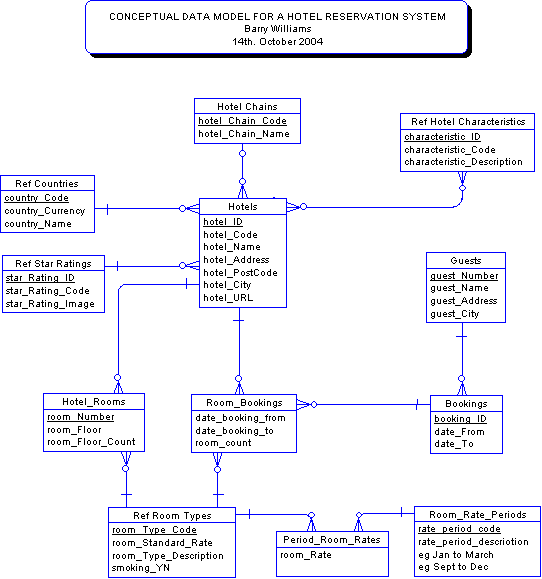 CONCEPTUAL DATA MODEL FOR A HOTEL RESERVATION SYSTEM
Barry Williams
14th. October 2004
Hotel Chains
hotel_Chain_Code
hotel_Chain_Name
Ref Hotel Characteristics
characteristic_ID
characteristic_Code
characteristic_Description
Ref Countries
country_Code
country_Currency
country_Name
Hotels
hotel_ID
hotel_Code
hotel_Name
hotel_Address
hotel_PostCode
hotel_City
hotel_URL
Ref Star Ratings
star_Rating_ID
star_Rating_Code
star_Rating_Image
Guests
guest_Number
guest_Name
guest_Address
guest_City
Hotel_Rooms
room_Number
room_Floor
room_Floor_Count
Room_Bookings
date_booking_from
date_booking_to
room_count
Bookings
booking_ID
date_From
date_To
Ref Room Types
room_Type_Code
room_Standard_Rate
room_Type_Description
smoking_YN
Period_Room_Rates
room_Rate
Room_Rate_Periods
rate_period_code
rate_period_description
eg Jan to March
eg Sept to Dec